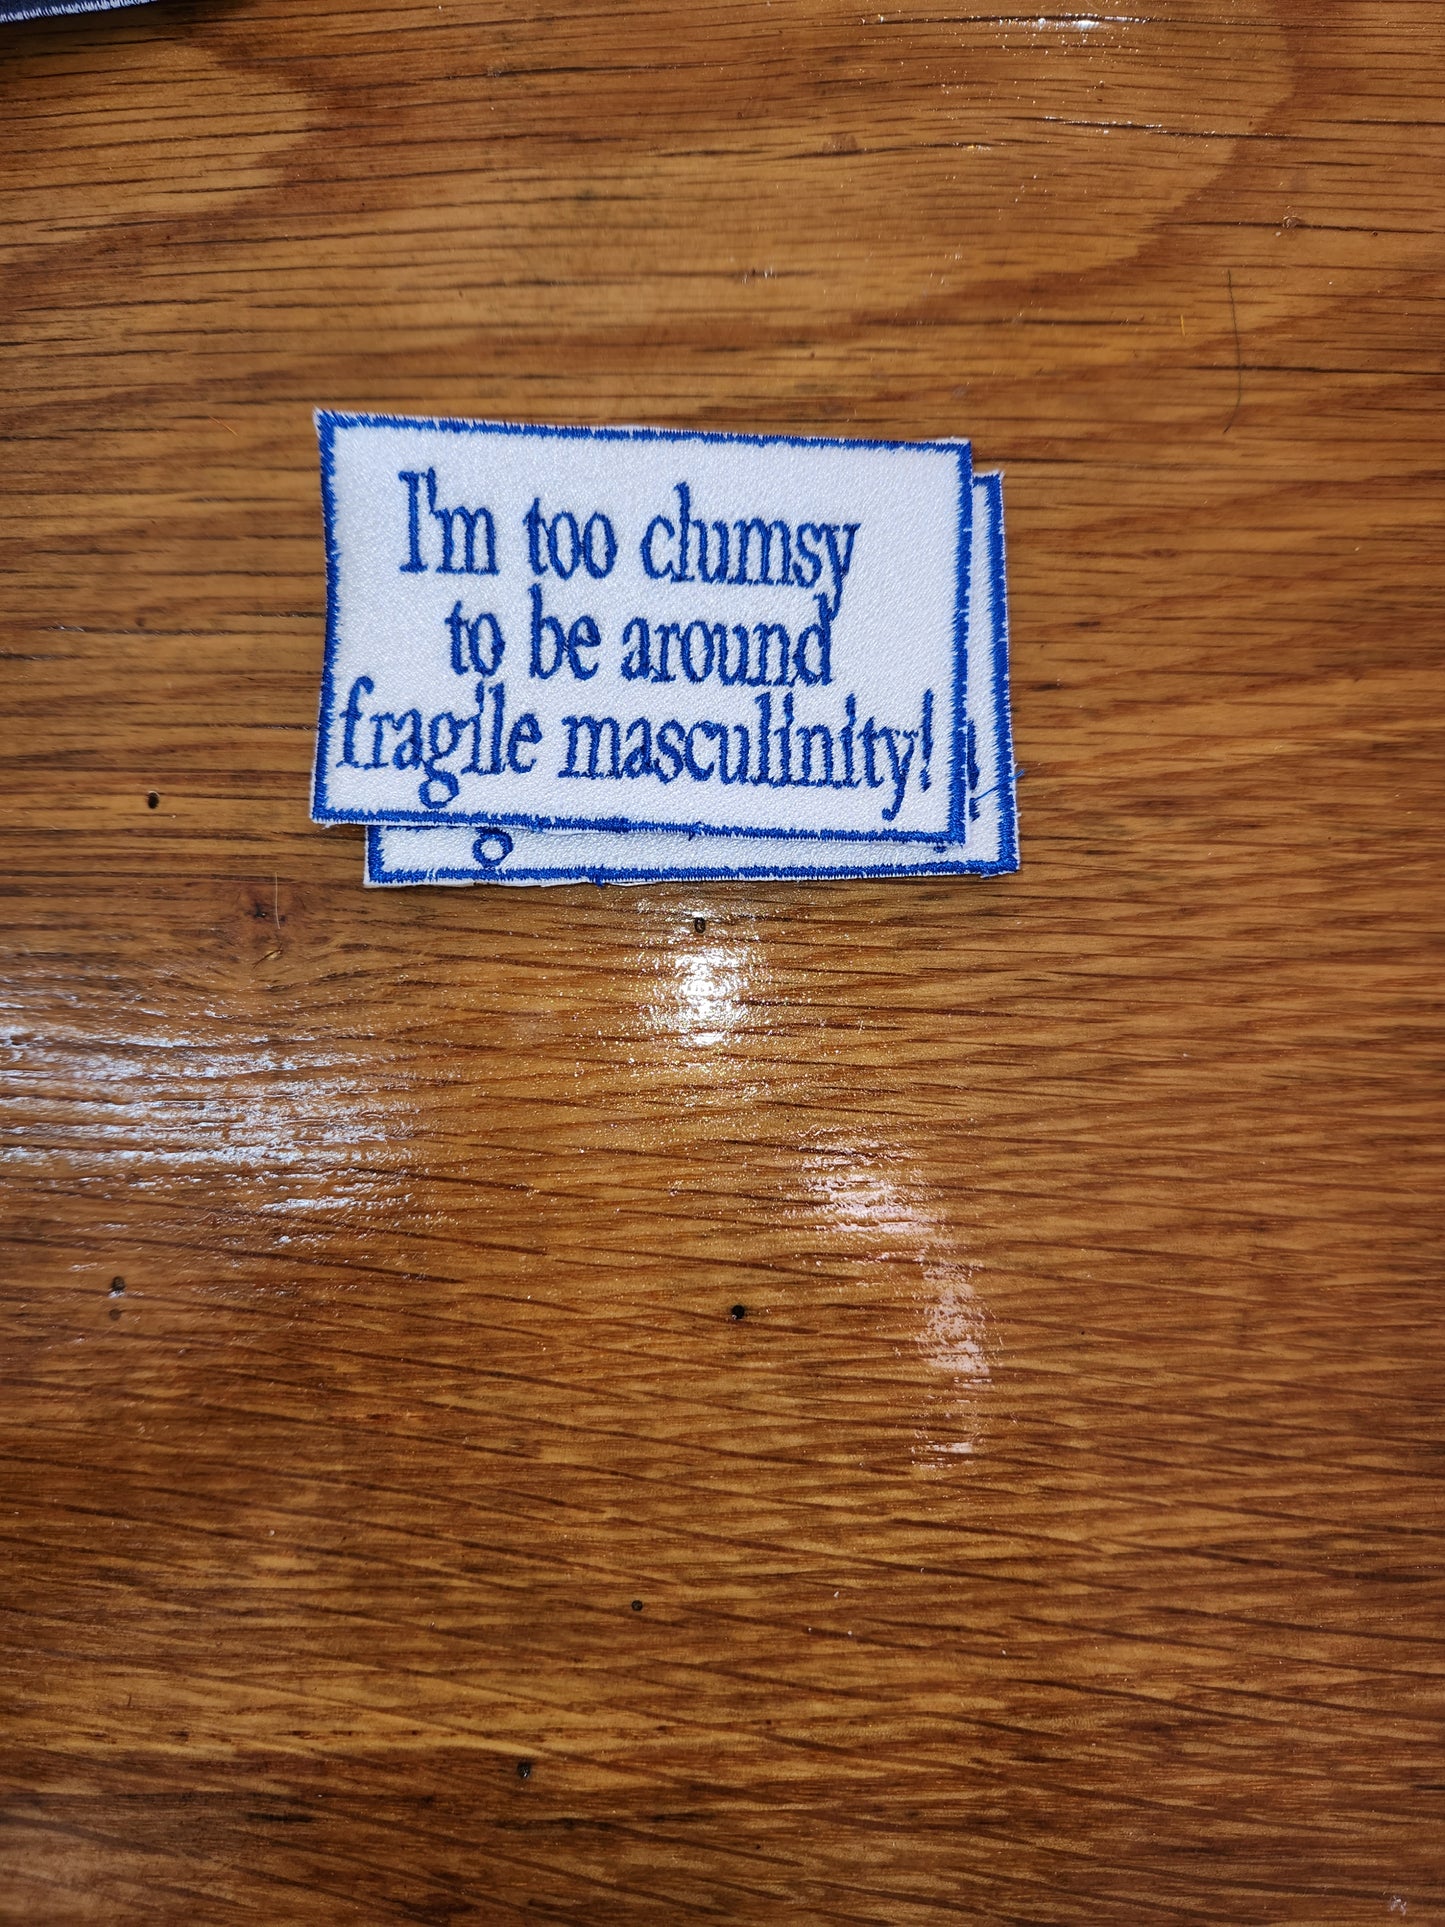 I'm too clumsy
to be around
fragile masculinity!